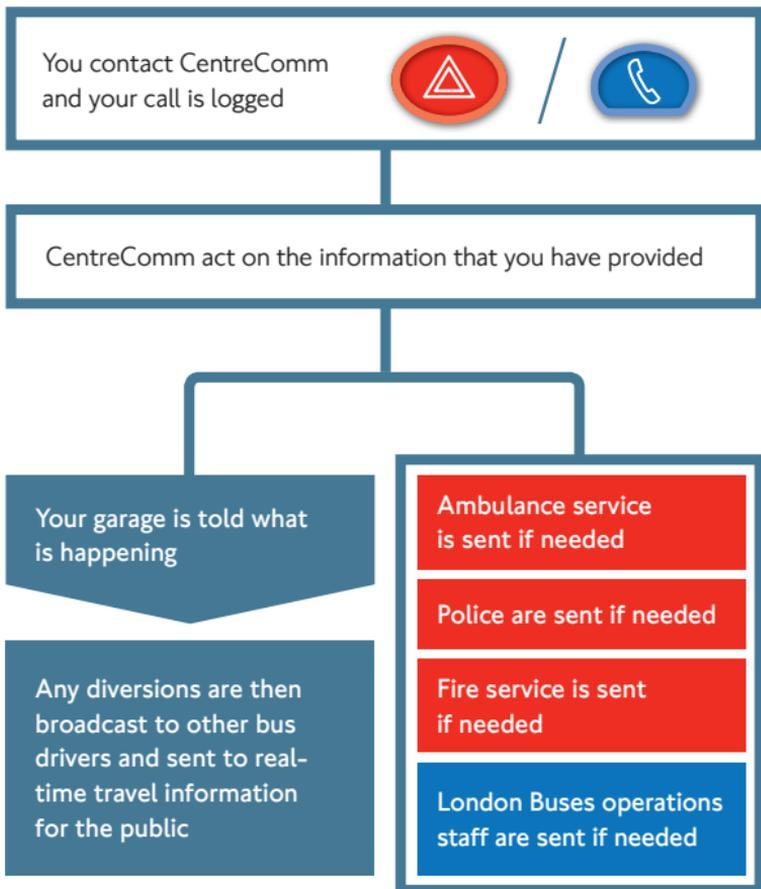 You contact CentreComm
and your call is logged
CentreComm act on the information that you have provided
Your garage is told what
is happening
Any diversions are then
broadcast to other bus
drivers and sent to real-
time travel information
for the public
Ambulance service
is sent if needed
Police are sent if needed
Fire service is sent
if needed
London Buses operations
staff are sent if needed